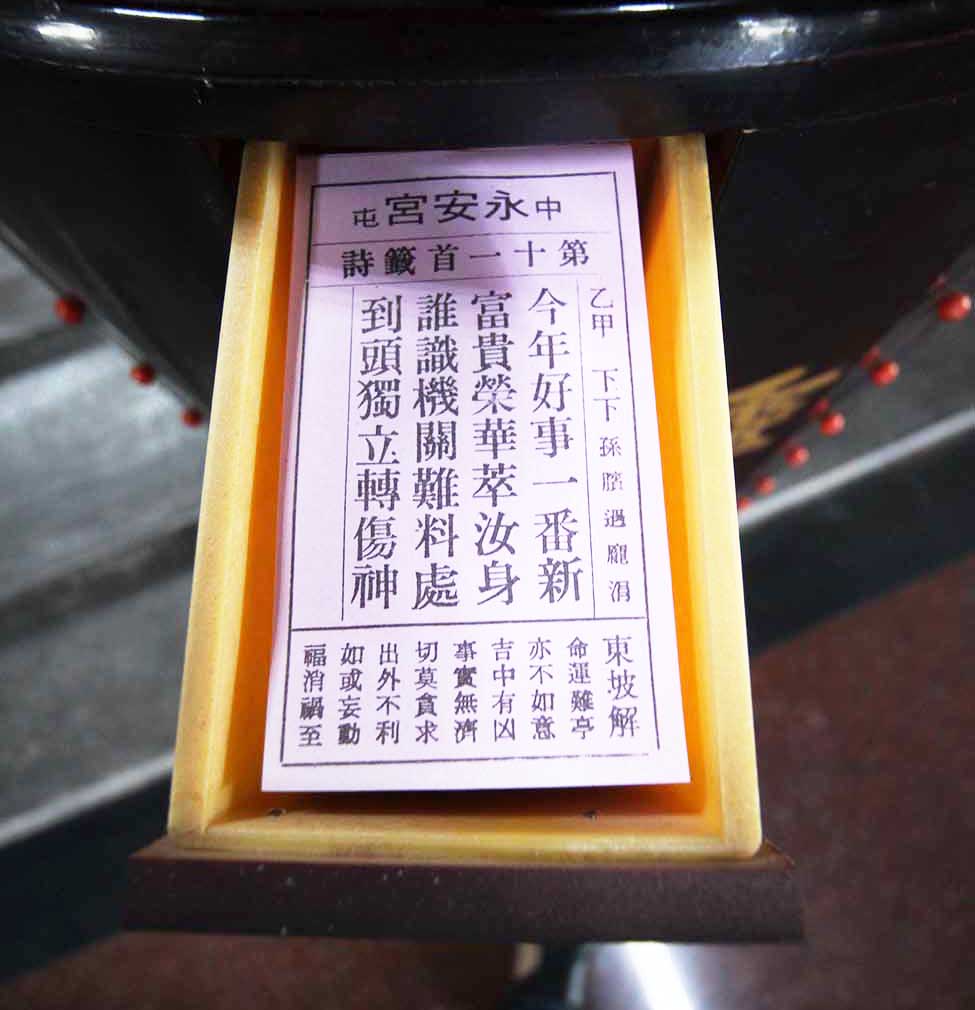 中永安宮屯
第十一首籤詩
乙甲 下下 孫臏過龐涓
今年好事一番新
富貴榮華萃汝身
誰識機關難料處
到頭獨立轉傷神
東坡解
命運難亭
亦不如意
吉中有凶
事實無濟
切莫貪求
出外不利
如或妄動
福消禍至